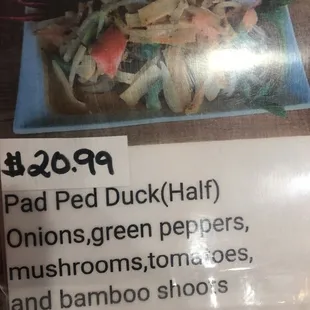 $20.99
Pad Ped Duck(Half)
Onions,green peppers,
mushrooms,tomatoes,
and bamboo shoots